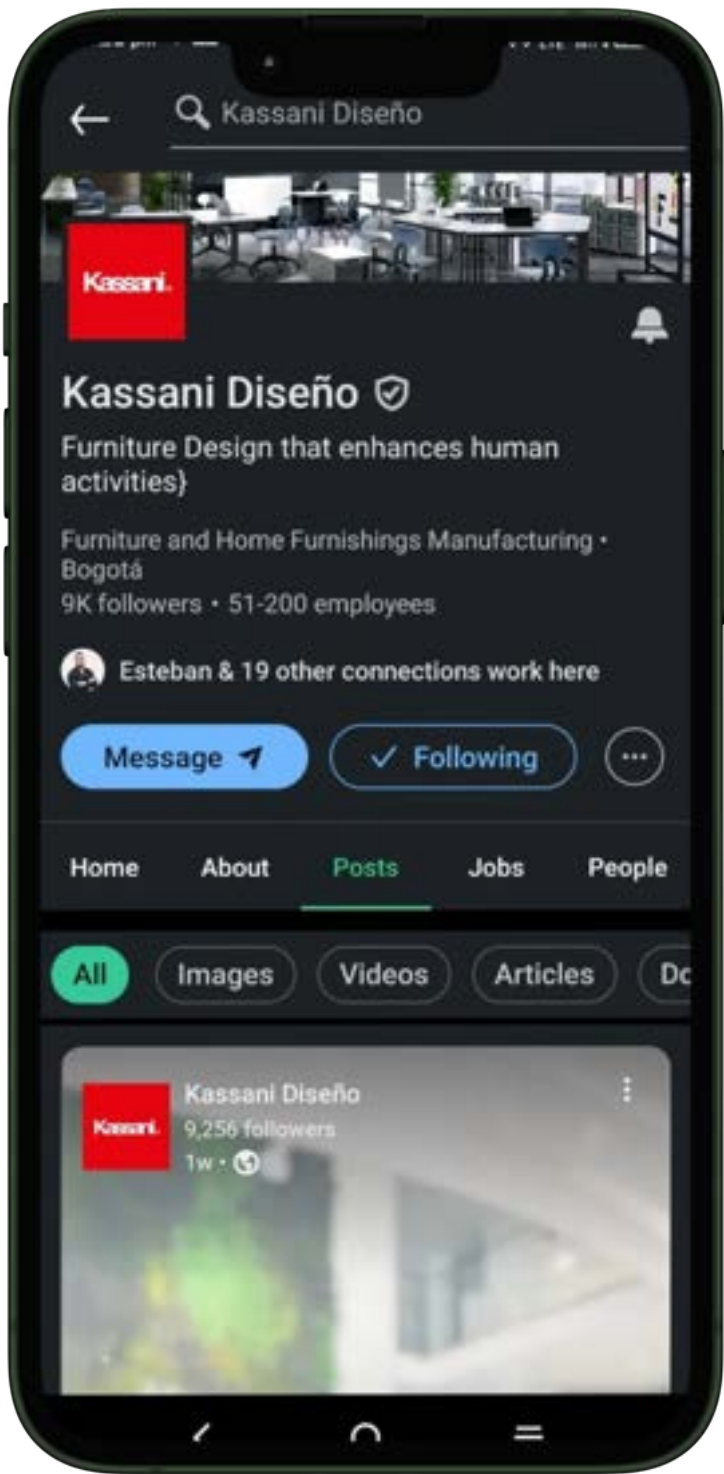 Kassani Diseño
Kassani.
Kassani Diseño
Furniture Design that enhances human
activities}
Furniture and Home Furnishings Manufacturing •
Bogotá
9K followers • 51-200 employees
Esteban & 19 other connections work here
Message
Following
Home About Posts Jobs People
All Images Videos Articles Do
Kassani Diseño
Kassani.
9,256 followers
1w •